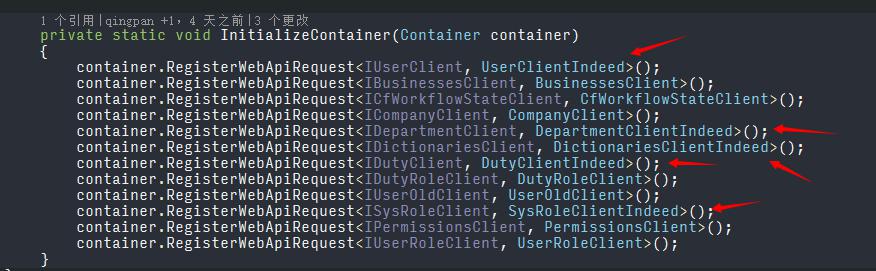 1 个引用|qingpan +1，4 天之前|3 个更改
private static void InitializeContainer(Container container)
{
container.RegisterWebApiRequest<IUserClient, UserClientIndeed>();
container.RegisterWebApiRequest<IBusinessesClient, BusinessesClient>();
container.RegisterWebApiRequest<ICfWorkflowStateClient, CfWorkflowStateClient>();
container.RegisterWebApiRequest<ICompanyClient, CompanyClient>();
container.RegisterWebApiRequest<IDepartmentClient, DepartmentClientIndeed>();
container.RegisterWebApiRequest<IDictionariesClient, DictionariesClientIndeed>();
container.RegisterWebApiRequest<IDutyClient, DutyClientIndeed>();
container.RegisterWebApiRequest<IDutyRoleClient, DutyRoleClient>();
container.RegisterWebApiRequest<IUserOldClient, UserOldClient>();
container.RegisterWebApiRequest<ISysRoleClient, SysRoleClientIndeed>();
container.RegisterWebApiRequest<IPermissionsClient, PermissionsClient>();
container.RegisterWebApiRequest<IUserRoleClient, UserRoleClient>();
}